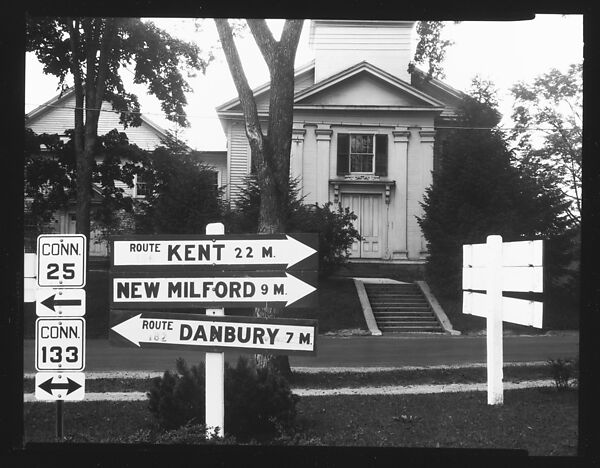 CONN.
25
CONN.
133
ROUTE KENT 22 M.
NEW MILFORD 9 M.
ROUTE DANBURY 7 M.